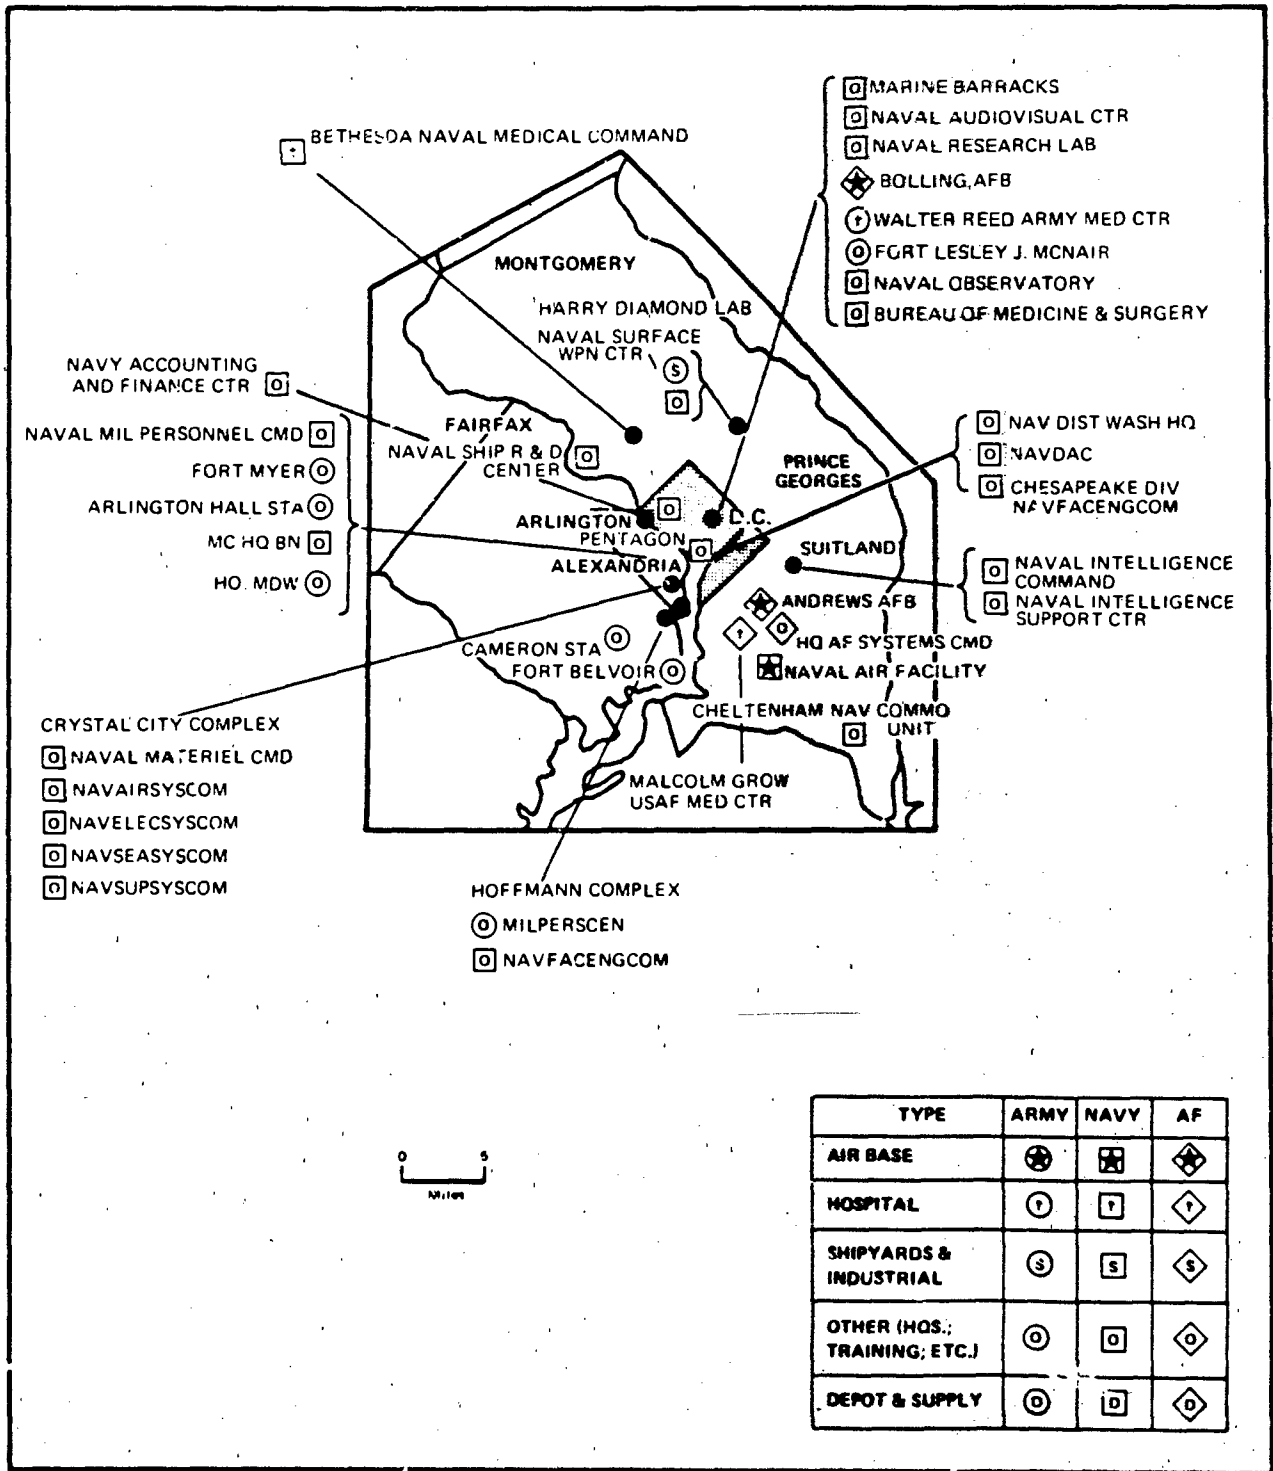 BETHESDA NAVAL MEDICAL COMMAND
MARINE BARRACKS
NAVAL AUDIOVISUAL CTR
NAVAL RESEARCH LAB
BOLLING, AFB
WALTER REED ARMY MED CTR
FORT LESLEY J. MCNAIR
NAVAL OBSERVATORY
BUREAU OF MEDICINE & SURGERY
MONTGOMERY
HARRY DIAMOND LAB
NAVAL SURFACE
WPN CTR
S
O
NAVY ACCOUNTING
AND FINANCE CTR
NAVAL MIL PERSONNEL CMD
FORT MYER
ARLINGTON HALL STA
MC HQ BN
HQ. MDW
FAIRFAX
NAVAL SHIP R & D
CENTER
PRINCE
GEORGES
NAV DIST WASH HQ
NAVDAC
CHESAPEAKE DIV
NAVFACENGCOM
ARLINGTON
D.C.
PENTAGON
ALEXANDRIA
SUITLAND
NAVAL INTELLIGENCE
COMMAND
NAVAL INTELLIGENCE
SUPPORT CTR
ANDREWS AFB
HQ AF SYSTEMS CMD
NAVAL AIR FACILITY
CAMERON STA
FORT BELVOIR
CHELTENHAM NAV COMMO
UNIT
MALCOLM GROW
USAF MED CTR
CRYSTAL CITY COMPLEX
NAVAL MATERIEL CMD
NAVAIRSYSCOM
NAVELECSYSCOM
NAVSEASYSCOM
NAVSUPSYSCOM
HOFFMANN COMPLEX
MILPERSCEN
NAVFACENGCOM
0 5
Miles
TYPE ARMY NAVY AF
AIR BASE
HOSPITAL
SHIPYARDS &
INDUSTRIAL S S S
OTHER (HQS.;
TRAINING; ETC.) O O O
DEPOT & SUPPLY D D D